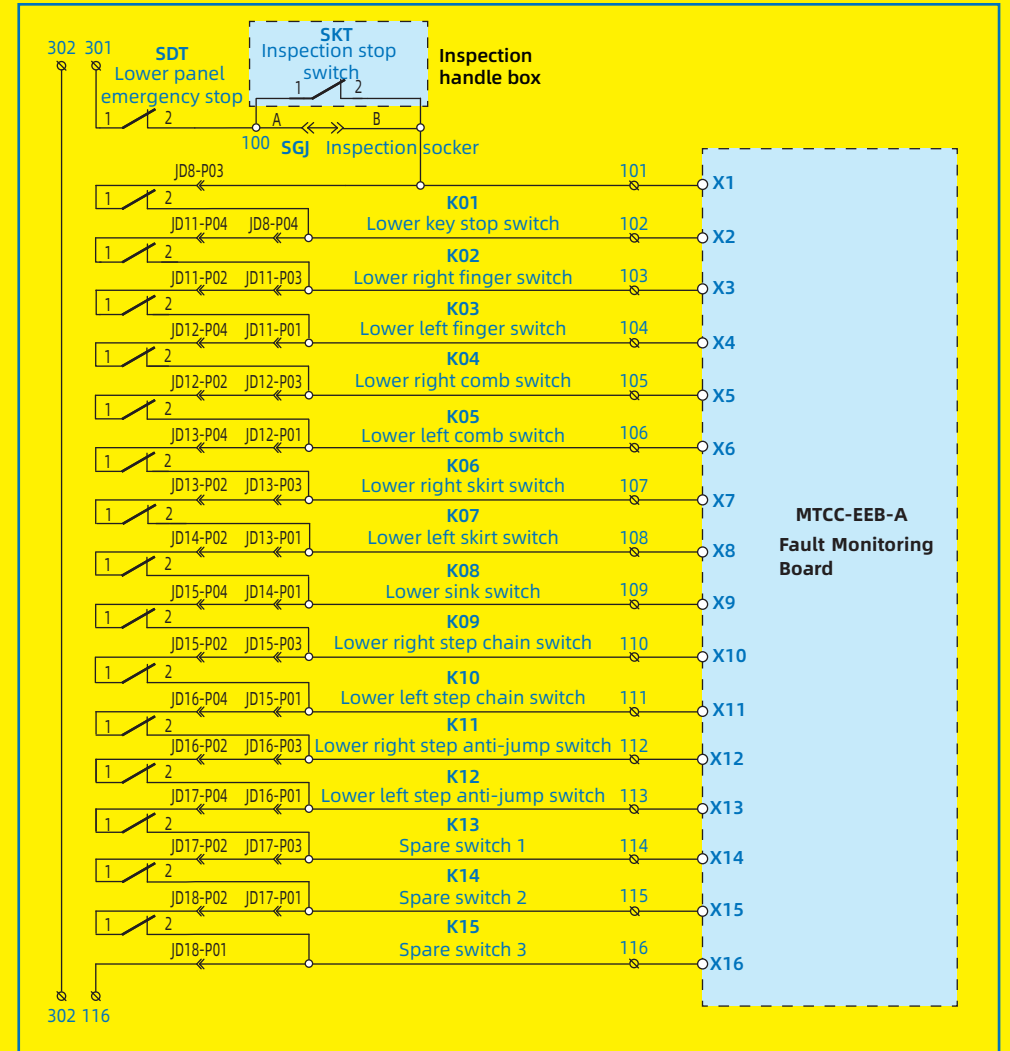 302 301
SDT
Lower panel
emergency stop
1 2
SKT
Inspection stop
switch
1 2
Inspection
handle box
A B
100 SGJ Inspection socker
JD8-P03 101 X1
1 2
K01
JD11-P04 JD8-P04 Lower key stop switch 102 X2
1 2
K02
JD11-P02 JD11-P03 Lower right finger switch 103 X3
1 2
K03
JD12-P04 JD11-P01 Lower left finger switch 104 X4
1 2
K04
JD12-P02 JD12-P03 Lower right comb switch 105 X5
1 2
K05
JD13-P04 JD12-P01 Lower left comb switch 106 X6
1 2
K06
JD13-P02 JD13-P03 Lower right skirt switch 107 X7
1 2
K07
JD14-P02 JD13-P01 Lower left skirt switch 108 X8
1 2
K08
JD15-P04 JD14-P01 Lower sink switch 109 X9
1 2
K09
JD15-P02 JD15-P03 Lower right step chain switch 110 X10
1 2
K10
JD16-P04 JD15-P01 Lower left step chain switch 111 X11
1 2
K11
JD16-P02 JD16-P03 Lower right step anti-jump switch 112 X12
1 2
K12
JD17-P04 JD16-P01 Lower left step anti-jump switch 113 X13
1 2
K13
JD17-P02 JD17-P03 Spare switch 1 114 X14
1 2
K14
JD18-P02 JD17-P01 Spare switch 2 115 X15
1 2
K15
JD18-P01 Spare switch 3 116 X16
302 116
MTCC-EEB-A
Fault Monitoring
Board